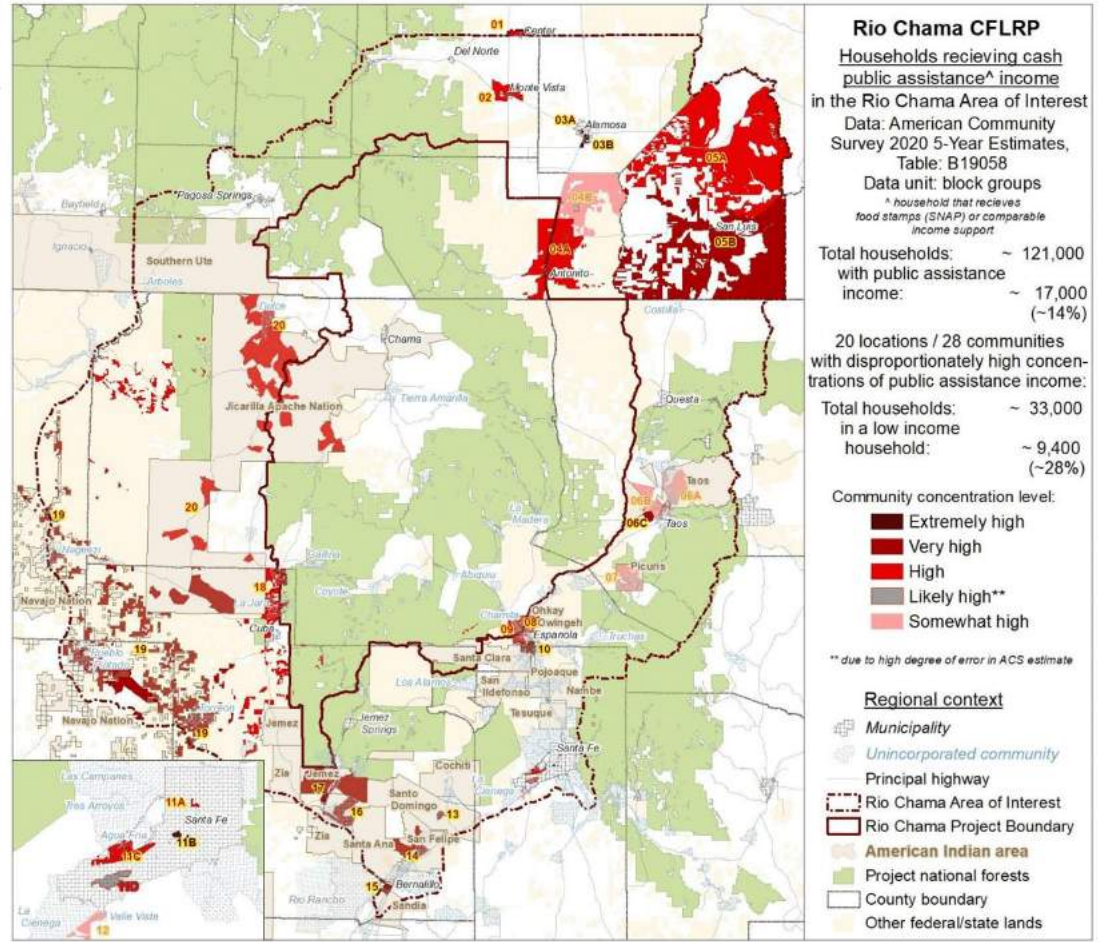 01
Center
Del Norte
Monte Vista
02
03A
Alamosa
03B
05A
Pagosa Springs
04B
Bayfield
San Luis
05B
Ignacio
04A
Southern Ute
Antonito
Arboles
Dulce
Costilla
20
Chama
Questa
Tierra Amarilla
Jicarilla Apache Nation
Taos
06B
06A
20
La Madera
06C
Taos
19
Nageezi
Gallina
Picuris
07
18
Abiquiu
La Jara
Coyote
Navajo Nation
Ohkay Owingeh
Chamita
08
09
Cuba
Espanola
Truchas
19
10
Pueblo Pintado
Santa Clara
Pojoaque
Los Alamos
San Ildefonso
Nambe
Navajo Nation
Torreon
Tesuque
19
Jemez
Jemez Springs
Santa Fe
Zia
Jemez
Cochiti
La Cienega
17
Santo Domingo
16
13
Zia
San Felipe
Santa Ana
14
15
Bernalillo
Rio Rancho
Sandia
Las Campanas
Tres Arroyos
11A
Santa Fe
Agua Fria
11B
11C
11D
La Cienega
Valle Vista
12
Rio Chama CFLRP
Households recieving cash
public assistance^ income
in the Rio Chama Area of Interest
Data: American Community
Survey 2020 5-Year Estimates,
Table: B19058
Data unit: block groups
^ household that recieves
food stamps (SNAP) or comparable
income support
Total households: ~ 121,000
with public assistance
income: ~ 17,000
(~14%)
20 locations / 28 communities
with disproportionately high concen-
trations of public assistance income:
Total households: ~ 33,000
in a low income
household: ~ 9,400
(~28%)
Community concentration level:
Extremely high
Very high
High
Likely high**
Somewhat high
** due to high degree of error in ACS estimate
Regional context
Municipality
Unincorporated community
Principal highway
Rio Chama Area of Interest
Rio Chama Project Boundary
American Indian area
Project national forests
County boundary
Other federal/state lands